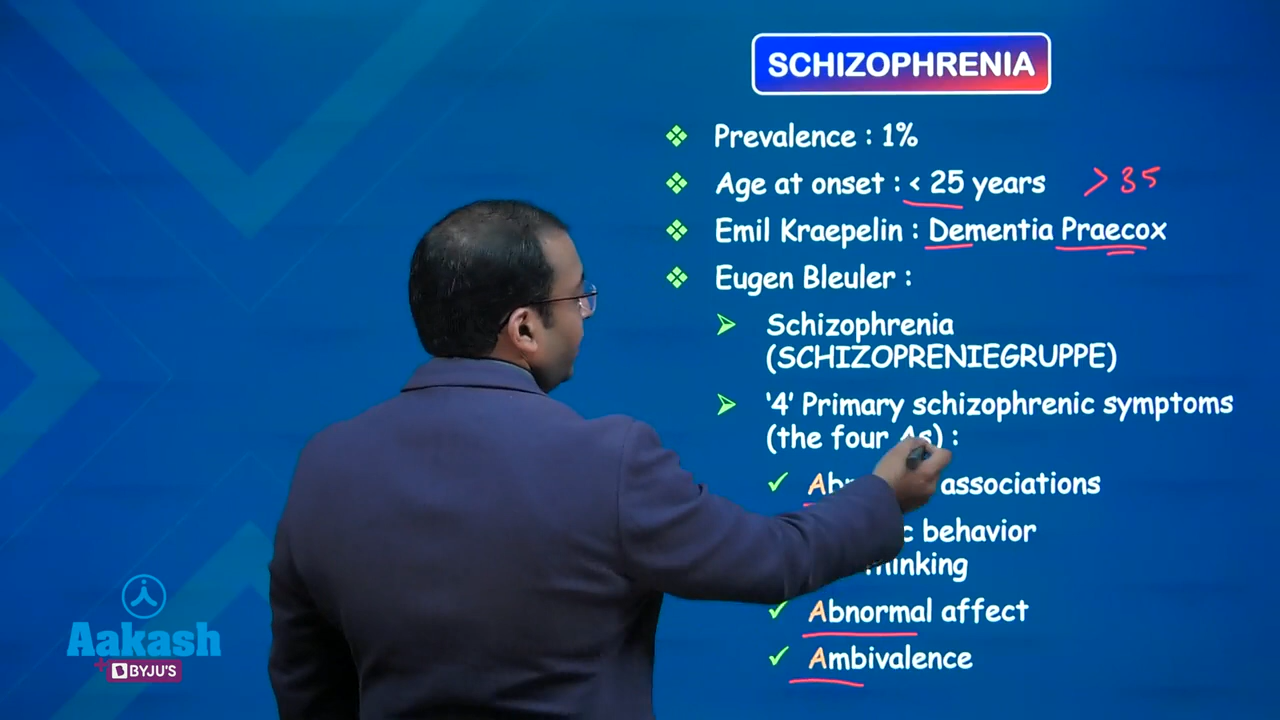 SCHIZOPHRENIA
Prevalence : 1%
Age at onset : < 25 years > 35
Emil Kraepelin : Dementia Praecox
Eugen Bleuler :
Schizophrenia
(SCHIZOPRENIEGRUPPE)
'4' Primary schizophrenic symptoms
(the four As) :
associations
behavior
Abnormal affect
Ambivalence
Aakash
+ BYJU'S